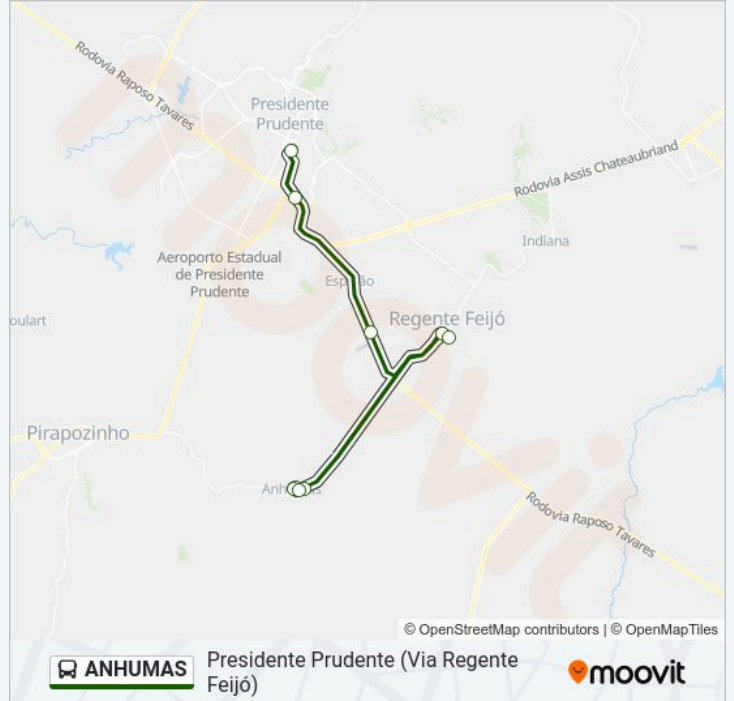 Rodovia Raposo Tavares
Presidente
Prudente
Rodovia Assis Chateaubriand
Indiana
Aeroporto Estadual
de Presidente
Prudente
oulart
Regente Feijó
Pirapozinho
Rodovia Raposo Tavares
moovit
© OpenStreetMap contributors | © OpenMapTiles
ANHUMAS
Presidente Prudente (Via Regente
Feijó)
moovit